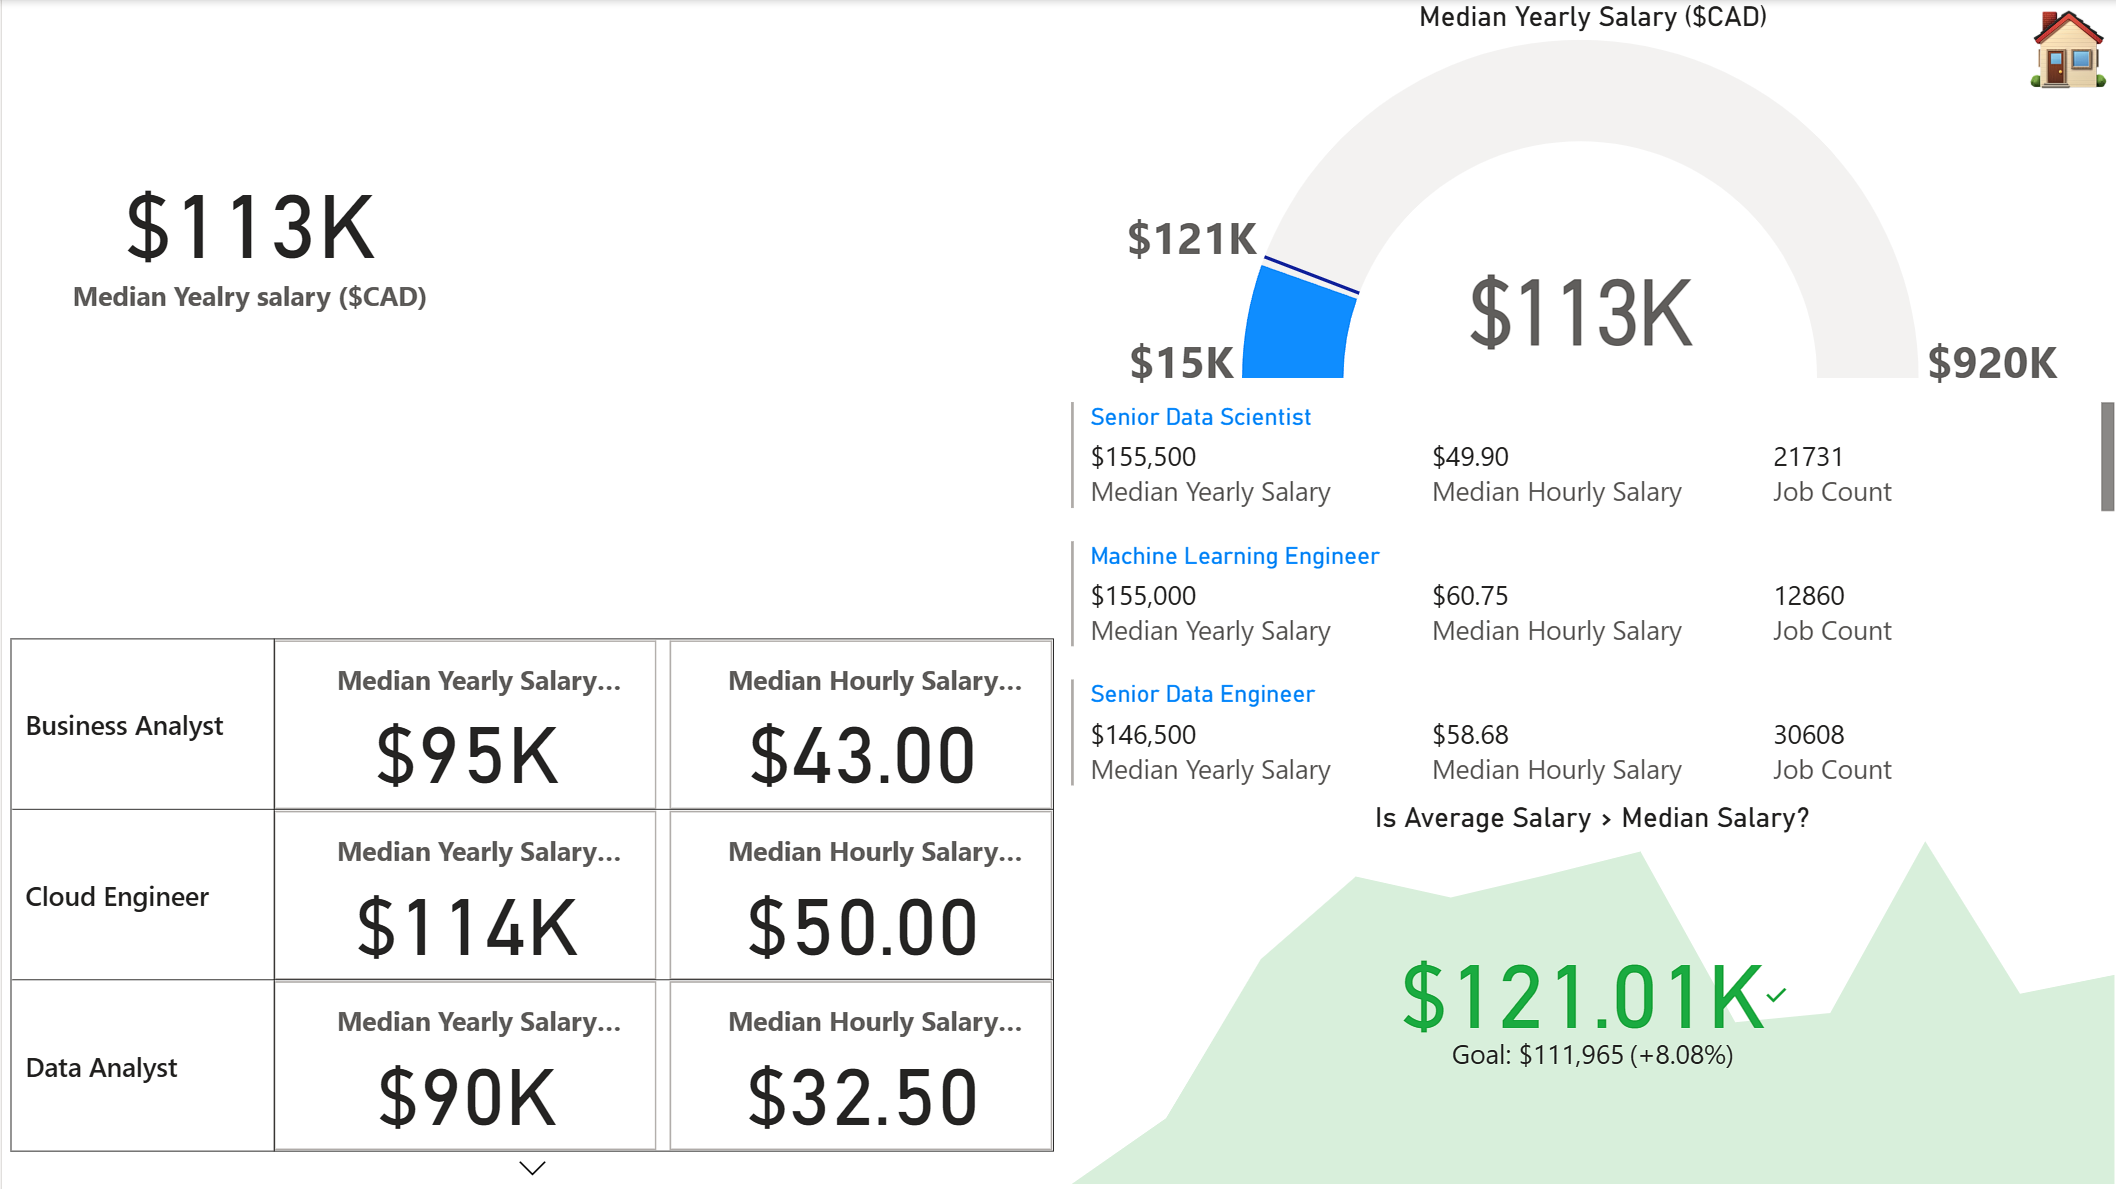 $113K
Median Yealry salary ($CAD)
Median Yearly Salary ($CAD)
$121K
$113K
$15K
$920K
Senior Data Scientist
$155,500 $49.90 21731
Median Yearly Salary Median Hourly Salary Job Count
Machine Learning Engineer
$155,000 $60.75 12860
Median Yearly Salary Median Hourly Salary Job Count
Senior Data Engineer
$146,500 $58.68 30608
Median Yearly Salary Median Hourly Salary Job Count
Business Analyst
Median Yearly Salary... Median Hourly Salary...
$95K $43.00
Cloud Engineer
Median Yearly Salary... Median Hourly Salary...
$114K $50.00
Data Analyst
Median Yearly Salary... Median Hourly Salary...
$90K $32.50
Is Average Salary > Median Salary?
$121.01K
Goal: $111,965 (+8.08%)